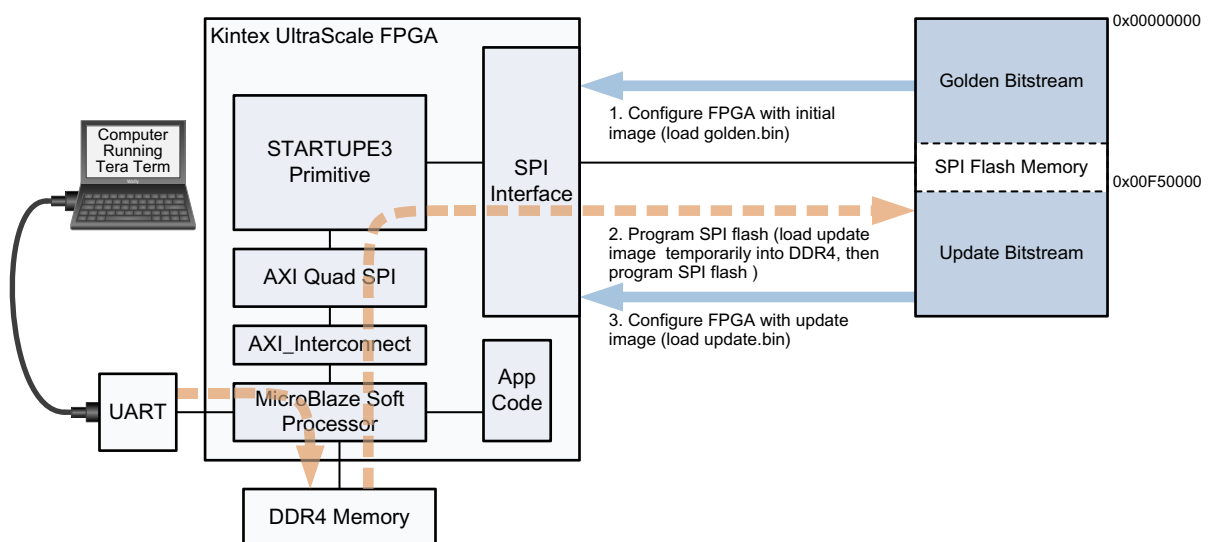 Kintex UltraScale FPGA
0x00000000
Golden Bitstream
1. Configure FPGA with initial
image (load golden.bin)
Computer
Running
Tera Term
STARTUPE3
Primitive
SPI
Interface
SPI Flash Memory
0x00F50000
2. Program SPI flash (load update
image temporarily into DDR4, then
program SPI flash )
Update Bitstream
AXI Quad SPI
3. Configure FPGA with update
image (load update.bin)
AXI_Interconnect
App
Code
UART
MicroBlaze Soft
Processor
DDR4 Memory